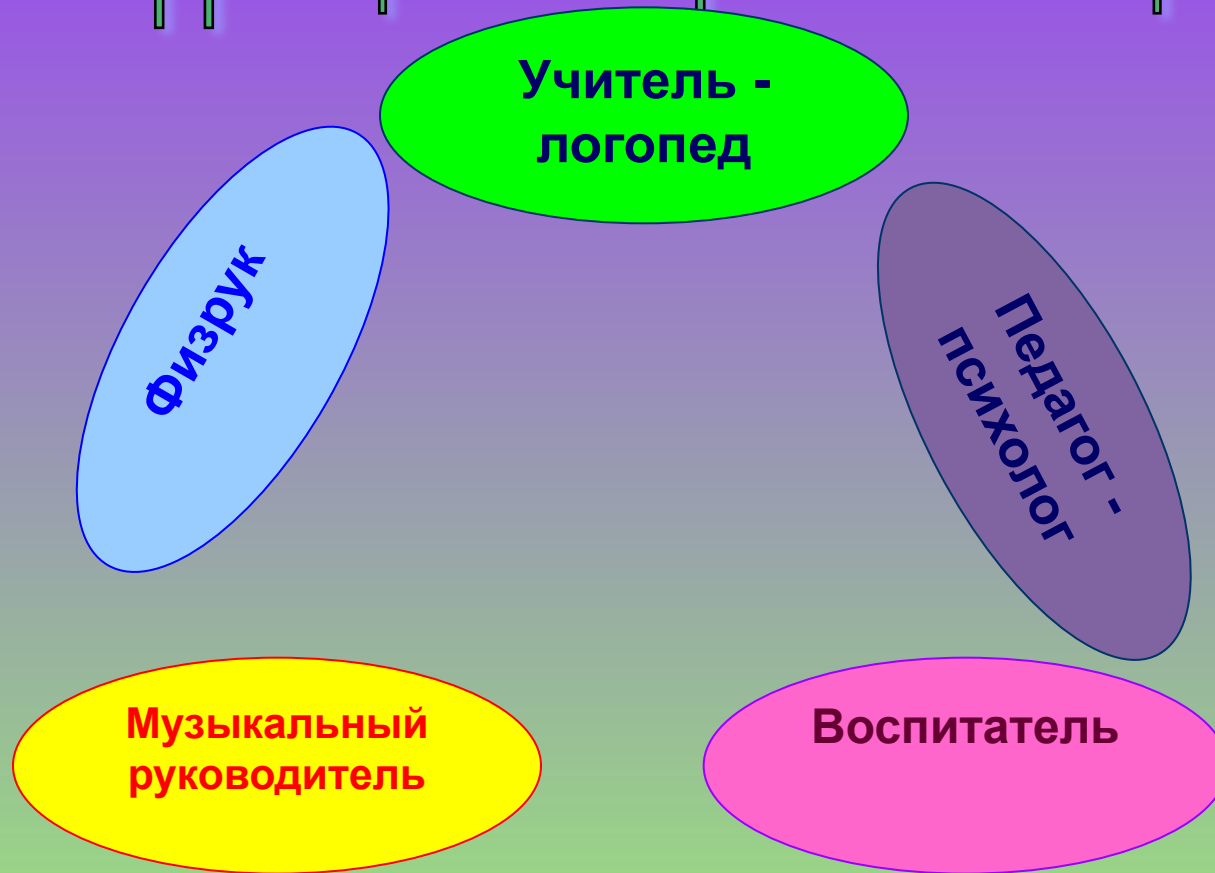 Учитель -
логопед
Физрук
Педагог -
психолог
Музыкальный
руководитель
Воспитатель